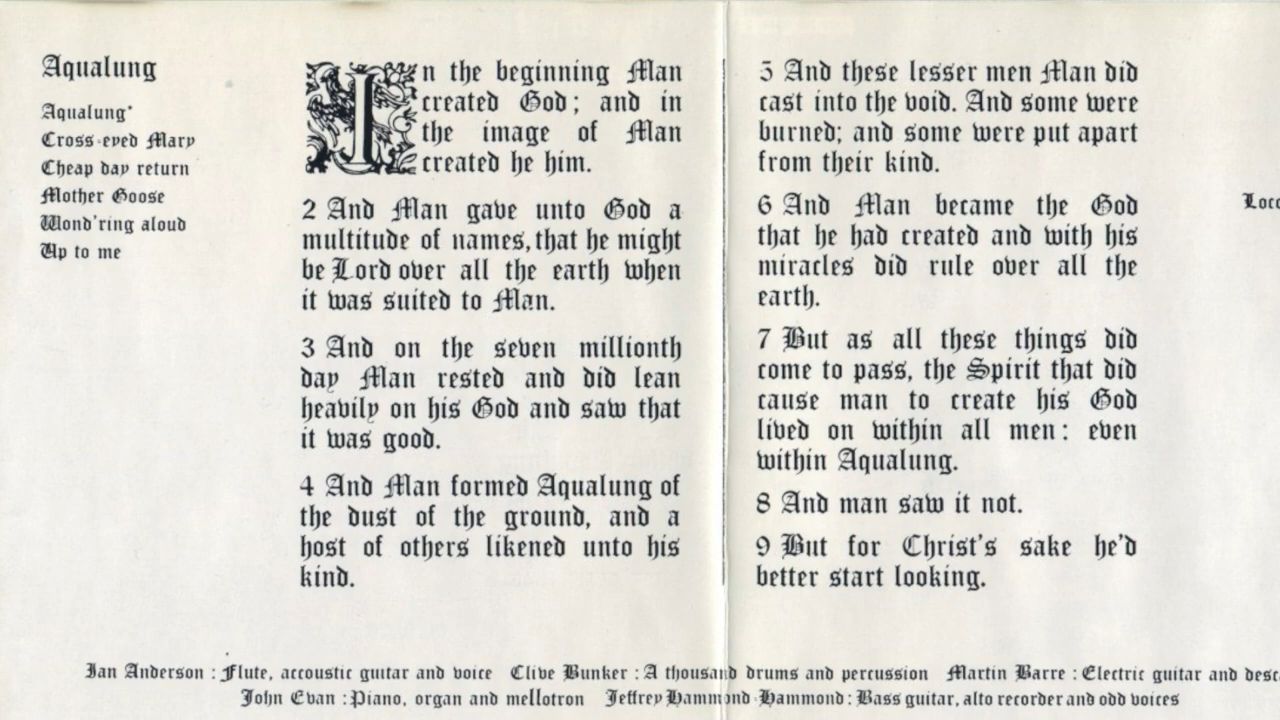 Aqualung
Aqualung*
Cross-eyed Mary
Cheap day return
Mother Goose
Wond'ring aloud
Up to me
In the beginning Man
created God; and in
the image of Man
created he him.
2 And Man gave unto God a
multitude of names, that he might
be Lord over all the earth when
it was suited to Man.
3 And on the seven millionth
day Man rested and did lean
heavily on his God and saw that
it was good.
4 And Man formed Aqualung of
the dust of the ground, and a
host of others likened unto his
kind.
5 And these lesser men Man did
cast into the void. And some were
burned; and some were put apart
from their kind.
6 And Man became the God
that he had created and with his
miracles did rule over all the
earth.
7 But as all these things did
come to pass, the Spirit that did
cause man to create his God
lived on within all men: even
within Aqualung.
8 And man saw it not.
9 But for Christ's sake he'd
better start looking.
Loco
Ian Anderson : Flute, accoustic guitar and voice Clive Bunker : A thousand drums and percussion Martin Barre : Electric guitar and desc
John Evan : Piano, organ and mellotron Jeffrey Hammond-Hammond : Bass guitar, alto recorder and odd voices